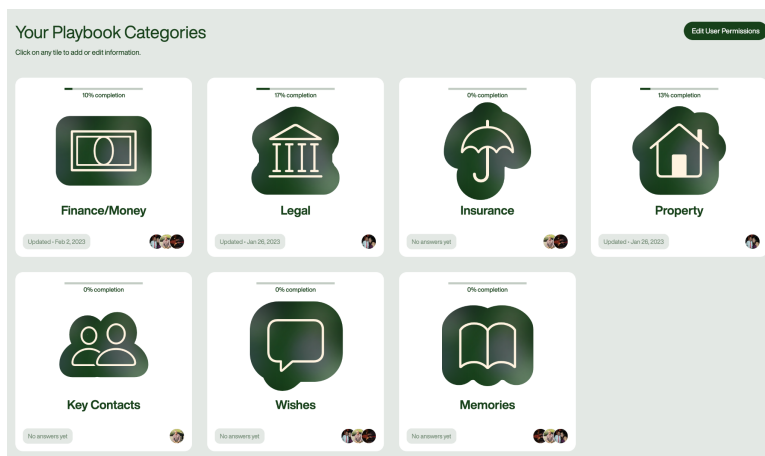 Your Playbook Categories
Edit User Permissions
Click on any tile to add or edit information.
10% completion
Finance/Money
Updated - Feb 2, 2023
17% completion
Legal
Updated - Jan 26, 2023
0% completion
Insurance
No answers yet
13% completion
Property
Updated - Jan 26, 2023
0% completion
Key Contacts
No answers yet
0% completion
Wishes
No answers yet
0% completion
Memories
No answers yet